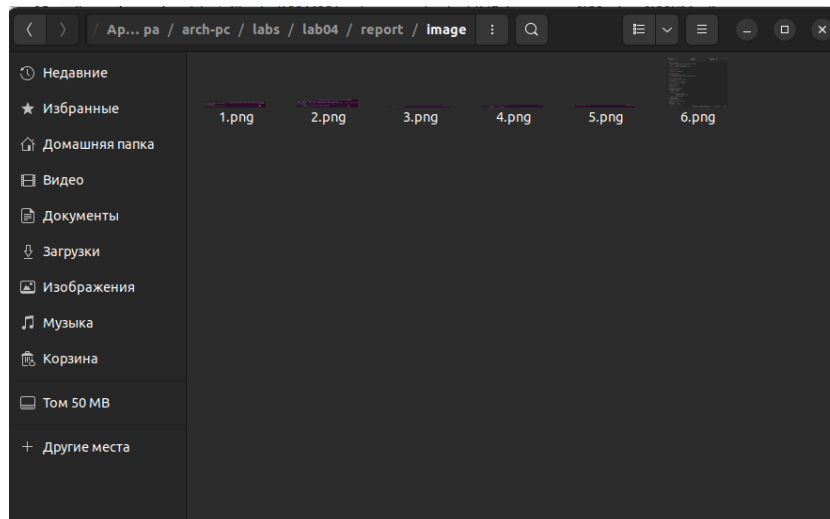 / Ap... pa / arch-pc / labs / lab04 / report / image
Недавние
Избранные
Домашняя папка
Видео
Документы
Загрузки
Изображения
Музыка
Корзина
Том 50 MB
Другие места
1.png 2.png 3.png 4.png 5.png 6.png